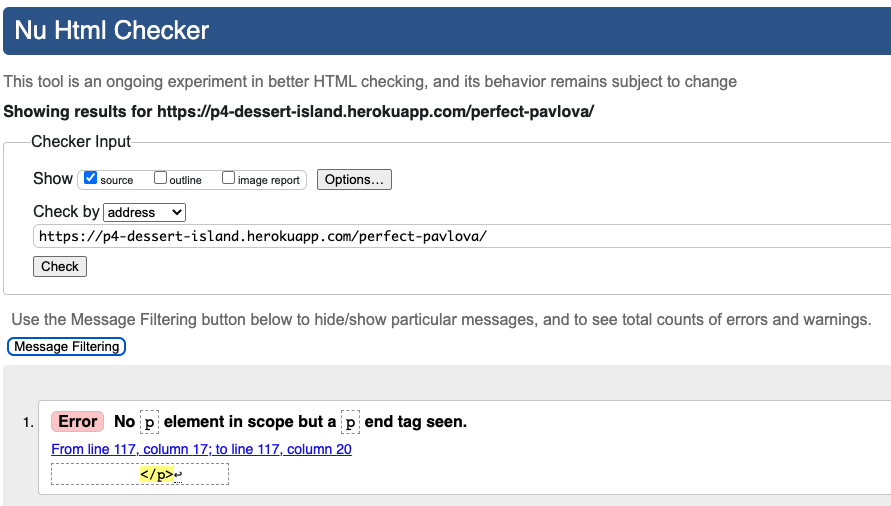 Nu Html Checker
This tool is an ongoing experiment in better HTML checking, and its behavior remains subject to change
Showing results for https://p4-dessert-island.herokuapp.com/perfect-pavlova/
Checker Input
Show source outline image report Options...
Check by address
https://p4-dessert-island.herokuapp.com/perfect-pavlova/
Check
Use the Message Filtering button below to hide/show particular messages, and to see total counts of errors and warnings.
Message Filtering
1. Error No p element in scope but a p end tag seen.
From line 117, column 17; to line 117, column 20
</p>↩